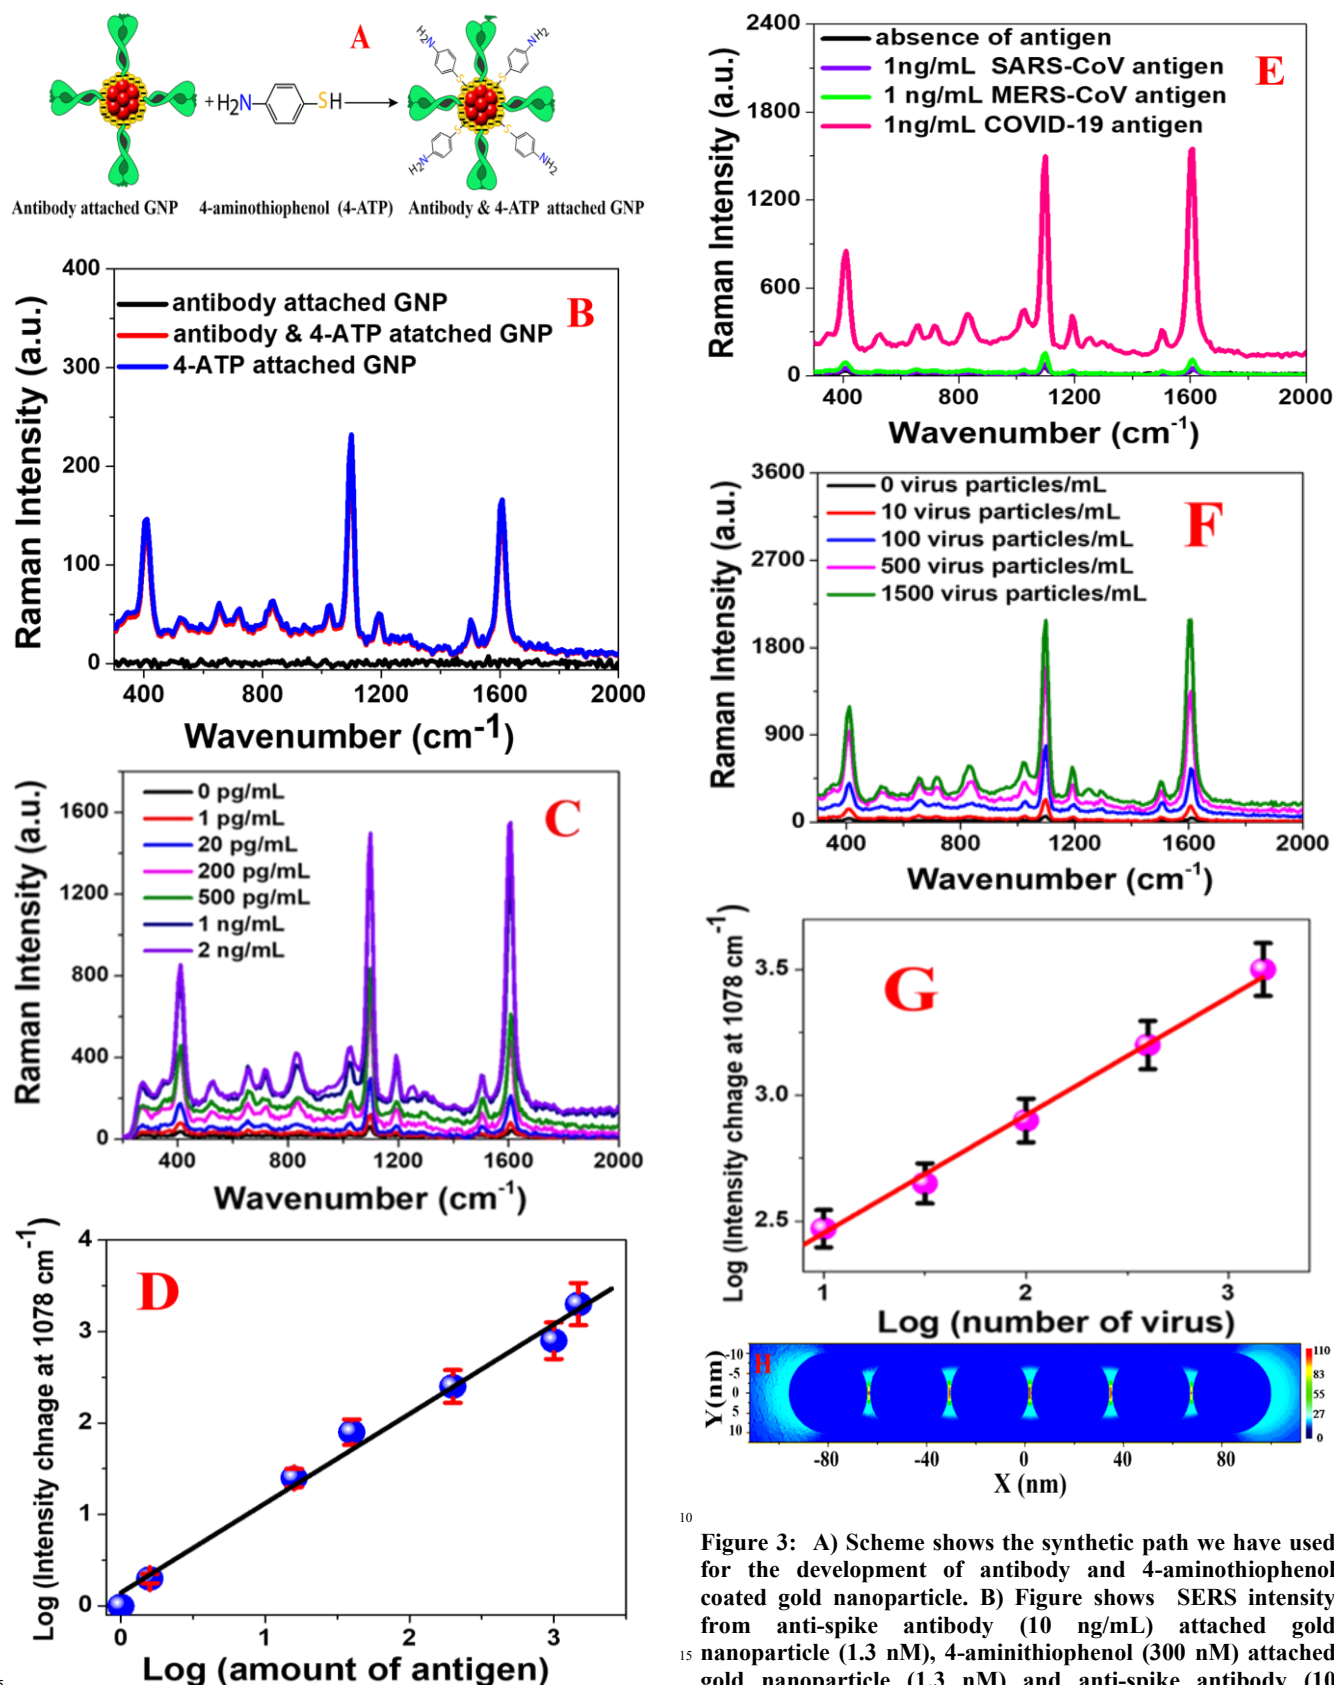 A
H2N
H2N
NH2
+
H2N
SH
S
S
S
S
H2N
NH2
Antibody attached GNP
4-aminothiophenol (4-ATP)
Antibody & 4-ATP attached GNP
B
antibody attached GNP
antibody & 4-ATP atatched GNP
4-ATP attached GNP
400
300
200
100
0
Raman Intensity (a.u.)
400 800 1200 1600 2000
Wavenumber (cm-1)
C
0 pg/mL
1 pg/mL
20 pg/mL
200 pg/mL
500 pg/mL
1 ng/mL
2 ng/mL
1600
1200
800
400
0
Raman Intensity (a.u.)
400 800 1200 1600 2000
Wavenumber (cm-1)
D
4
3
2
1
0
Log (Intensity chnage at 1078 cm-1)
0 1 2 3
Log (amount of antigen)
E
absence of antigen
1ng/mL SARS-CoV antigen
1 ng/mL MERS-CoV antigen
1ng/mL COVID-19 antigen
2400
1800
1200
600
0
Raman Intensity (a.u.)
400 800 1200 1600 2000
Wavenumber (cm-1)
F
0 virus particles/mL
10 virus particles/mL
100 virus particles/mL
500 virus particles/mL
1500 virus particles/mL
3600
2700
1800
900
0
Raman Intensity (a.u.)
400 800 1200 1600 2000
Wavenumber (cm-1)
G
3.5
3.0
2.5
Log (Intensity chnage at 1078 cm-1)
1 2 3
Log (number of virus)
H
-10
-5
0
5
10
Y(nm)
110
83
55
27
0
-80 -40 0 40 80
X (nm)
10
Figure 3: A) Scheme shows the synthetic path we have used
for the development of antibody and 4-aminothiophenol
coated gold nanoparticle. B) Figure shows SERS intensity
from anti-spike antibody (10 ng/mL) attached gold
15 nanoparticle (1.3 nM), 4-aminithiophenol (300 nM) attached
gold nanoparticle (1.3 nM) and anti-spike antibody (10
5